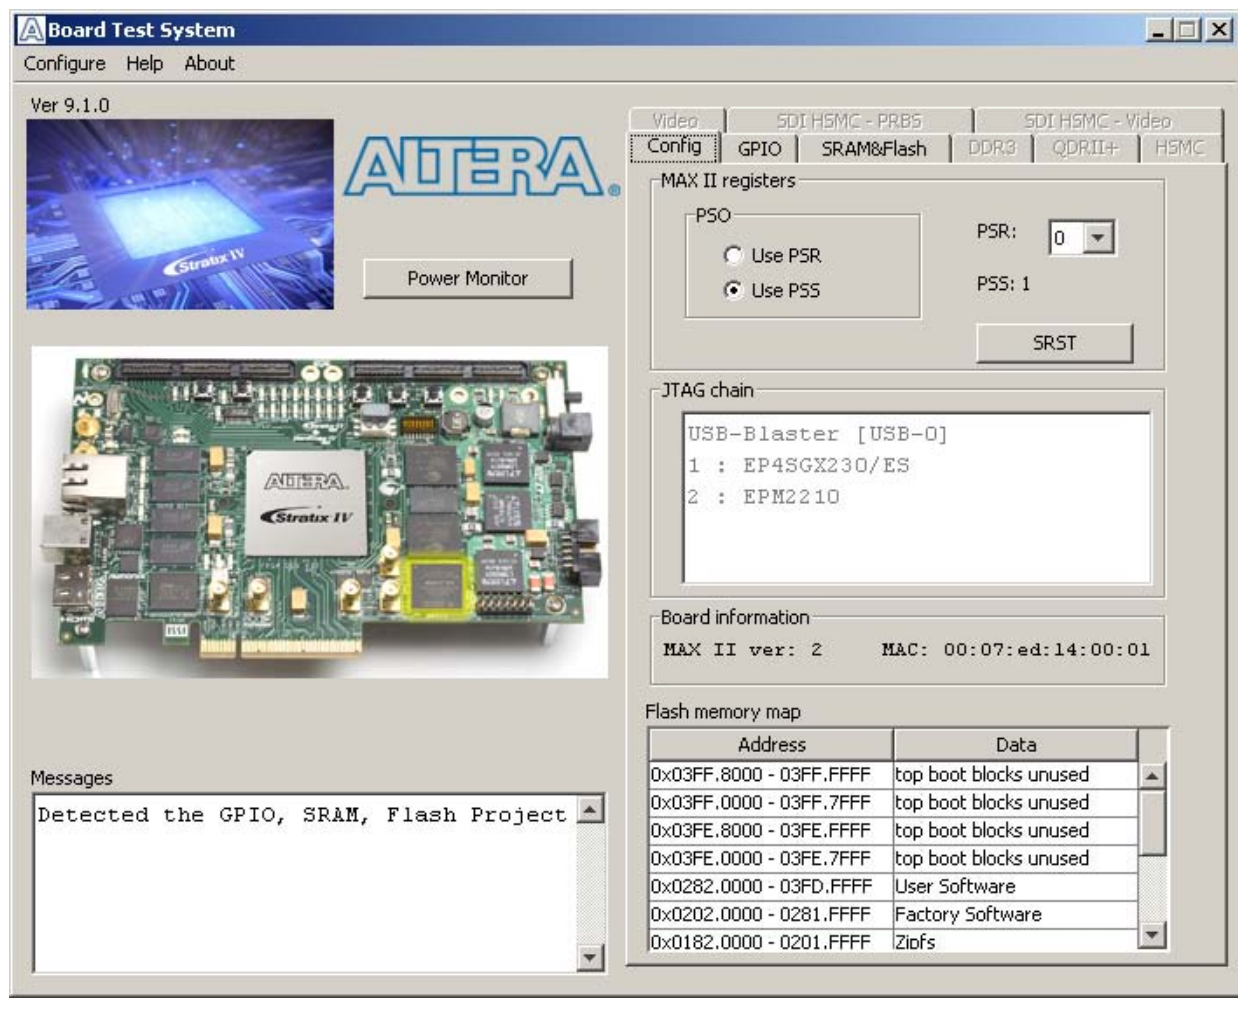 Board Test System
Configure Help About
Ver 9.1.0
Stratix IV
ALTERA®
Power Monitor
ALTERA
Stratix IV
Messages
Detected the GPIO, SRAM, Flash Project
Video SDI HSMC - PRBS SDI HSMC - Video
Config GPIO SRAM&Flash DDR3 QDRII+ HSMC
MAX II registers
PSO
Use PSR
Use PSS
PSR: 0
PSS: 1
SRST
JTAG chain
USB-Blaster [USB-0]
1 : EP4SGX230/ES
2 : EPM2210
Board information
MAX II ver: 2 MAC: 00:07:ed:14:00:01
Flash memory map
Address Data
0x03FF.8000 - 03FF.FFFF top boot blocks unused
0x03FF.0000 - 03FF.7FFF top boot blocks unused
0x03FE.8000 - 03FE.FFFF top boot blocks unused
0x03FE.0000 - 03FE.7FFF top boot blocks unused
0x0282.0000 - 03FD.FFFF User Software
0x0202.0000 - 0281.FFFF Factory Software
0x0182.0000 - 0201.FFFF Zipfs